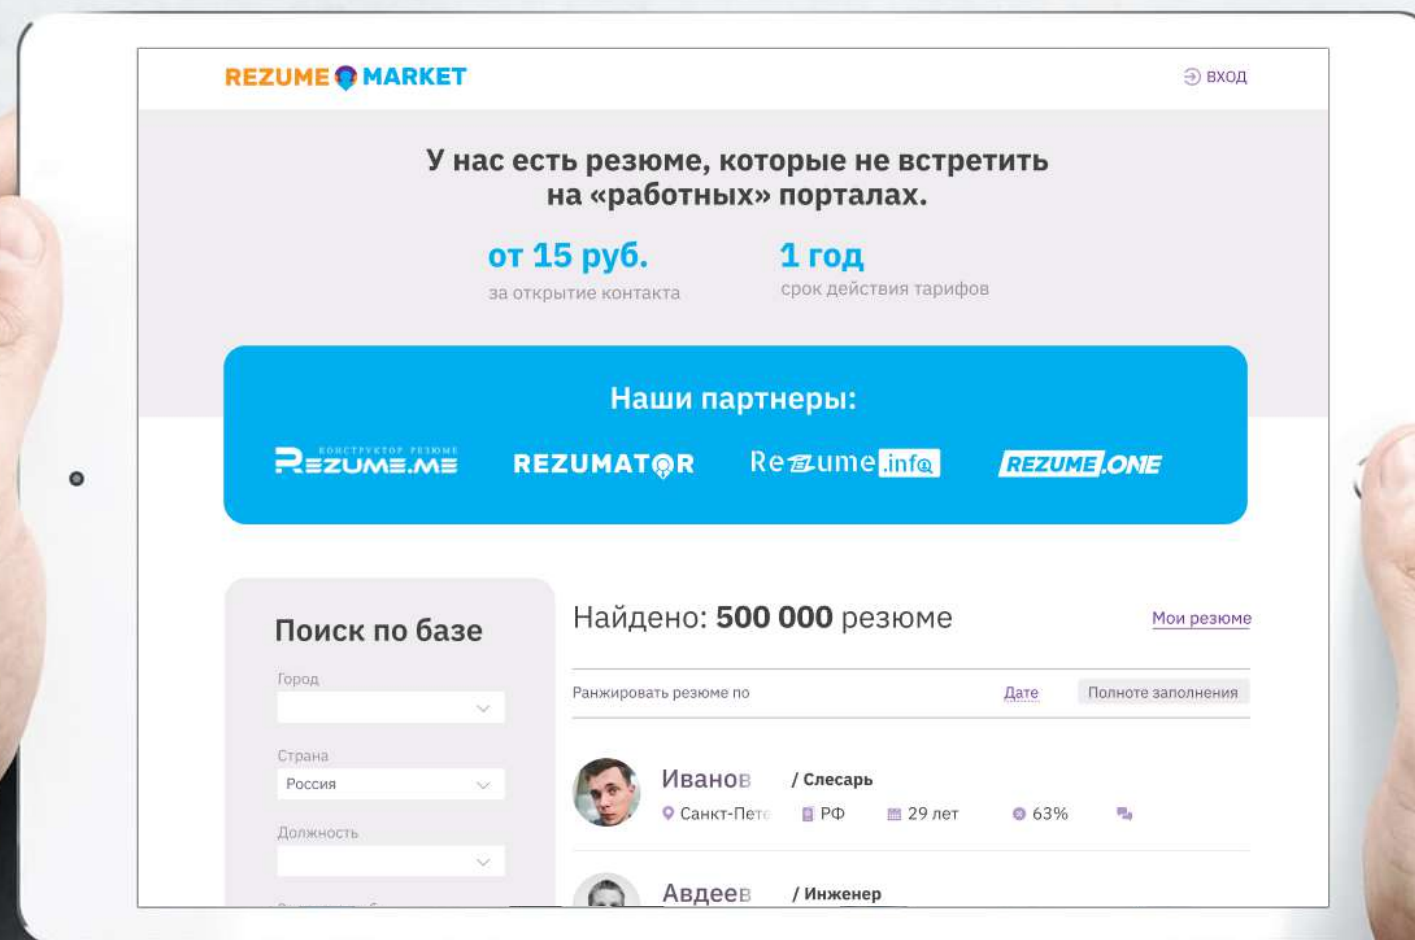 REZUME MARKET
ВХОД
У нас есть резюме, которые не встретить
на «работных» порталах.
от 15 руб.
за открытие контакта
1 год
срок действия тарифов
Наши партнеры:
КОНСТРУКТОР РЕЗЮМЕ
REZUME.ME
REZUMATOR
Rezume.info
REZUME.ONE
Поиск по базе
Город
Страна
Россия
Должность
Найдено: 500 000 резюме
Мои резюме
Ранжировать резюме по
Дате
Полноте заполнения
Иванов / Слесарь
Санкт-Пете РФ 29 лет 63%
Авдеев / Инженер